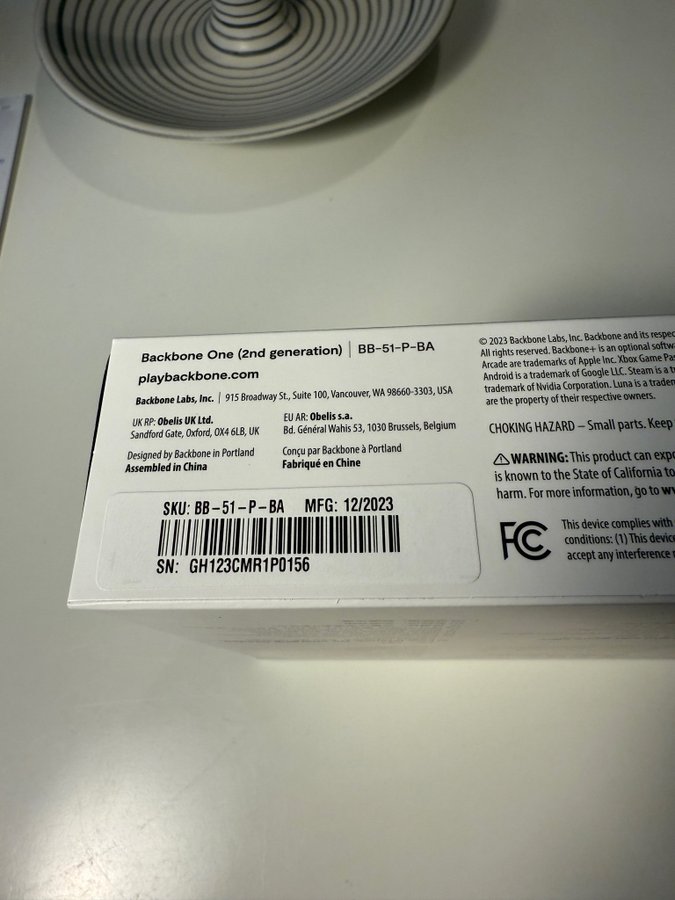 Backbone One (2nd generation) | BB-51-P-BA
playbackbone.com
Backbone Labs, Inc. | 915 Broadway St., Suite 100, Vancouver, WA 98660-3303, USA
UK RP: Obelis UK Ltd.
Sandford Gate, Oxford, OX4 6LB, UK
EU AR: Obelis s.a.
Bd. Général Wahis 53, 1030 Brussels, Belgium
Designed by Backbone in Portland
Assembled in China
Conçu par Backbone à Portland
Fabriqué en Chine
SKU: BB-51-P-BA MFG: 12/2023
SN: GH123CMR1P0156
© 2023 Backbone Labs, Inc. Backbone and its respec
All rights reserved. Backbone+ is an optional softw
Arcade are trademarks of Apple Inc. Xbox Game Pa
Android is a trademark of Google LLC. Steam is a t
trademark of Nvidia Corporation. Luna is a trade
are the property of their respective owners.
CHOKING HAZARD – Small parts. Keep
⚠ WARNING: This product can exp
is known to the State of California to
harm. For more information, go to w
FC
This device complies with
conditions: (1) This devic
accept any interference